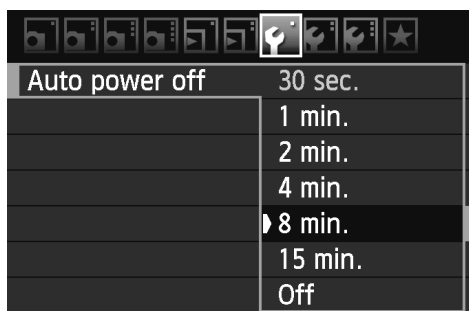 Auto power off
30 sec.
1 min.
2 min.
4 min.
8 min.
15 min.
Off